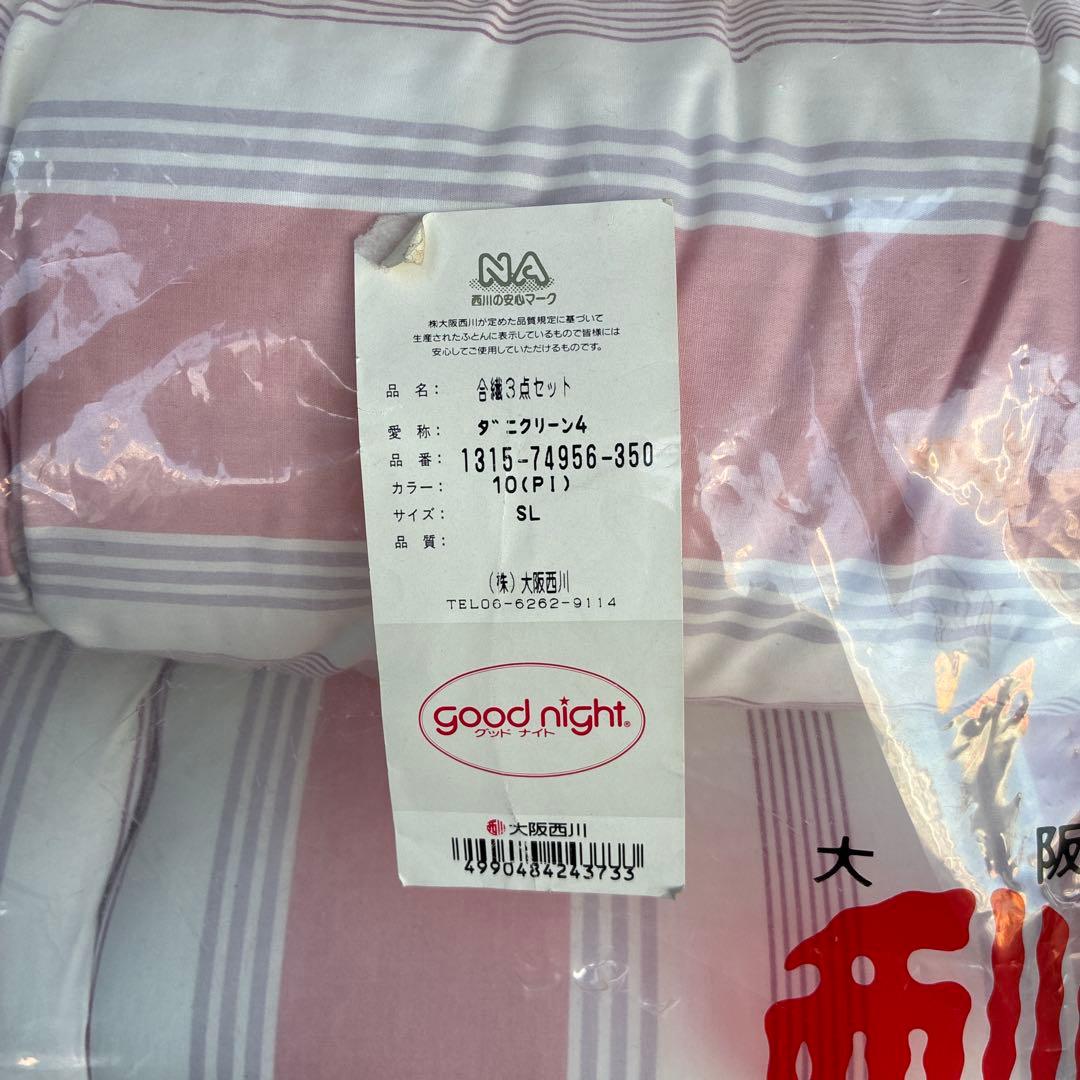 NA
西川の安心マーク
㈱大阪西川が定めた品質規定に基づいて
生産されたふとんに表示しているもので皆様には
安心してご使用していただけるものです。
品 名: 合繊3点セット
愛 称: ダニクリーン4
品 番: 1315-74956-350
カラー: 10(PI)
サイズ: SL
品 質:
(株)大阪西川
TEL06-6262-9114
good night®
グッド ナイト
西川 大阪西川
4990484243733
大 阪
西川